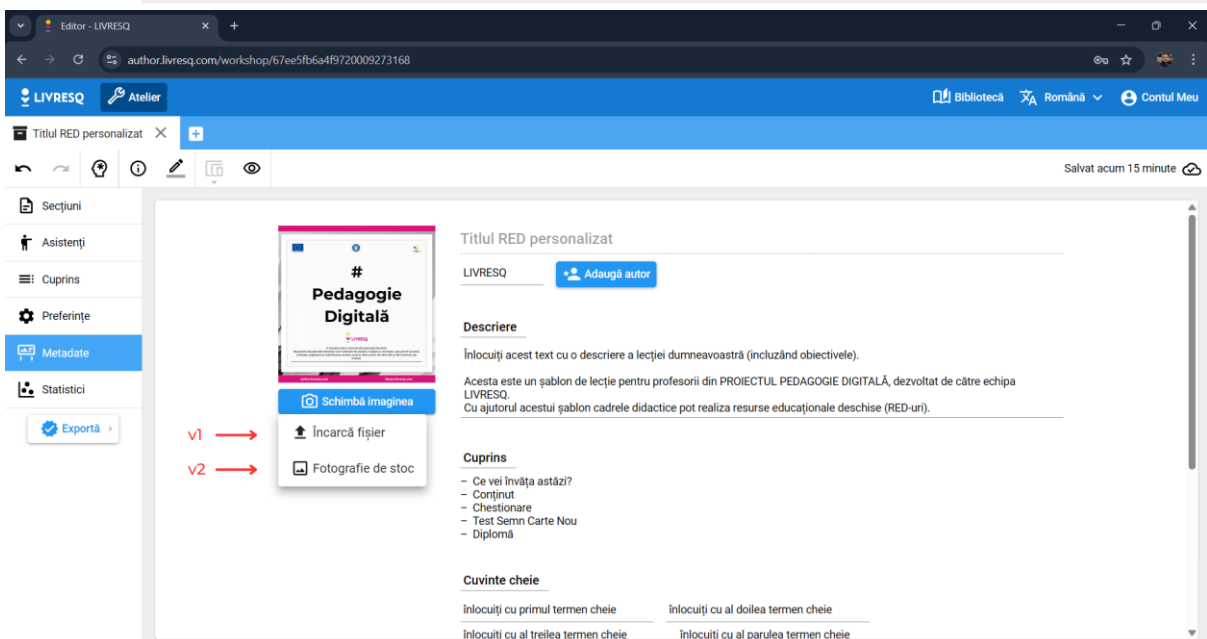 Editor - LIVRESQ
author.livresq.com/workshop/67ee5fb6a4f9720009273168
LIVRESQ Atelier Bibliotecă Română Contul Meu
Titlul RED personalizat
Salvat acum 15 minute
Secțiuni
Asistenți
Cuprins
Preferințe
Metadate
Statistici
Exportă
#
Pedagogie
Digitală
LIVRESQ
Schimbă imaginea
v1 Încarcă fișier
v2 Fotografie de stoc
Titlul RED personalizat
LIVRESQ Adaugă autor
Descriere
Înlocuiți acest text cu o descriere a lecției dumneavoastră (incluzând obiectivele).
Acesta este un șablon de lecție pentru profesorii din PROIECTUL PEDAGOGIE DIGITALĂ, dezvoltat de către echipa
LIVRESQ.
Cu ajutorul acestui șablon cadrele didactice pot realiza resurse educaționale deschise (RED-uri).
Cuprins
– Ce vei învăța astăzi?
– Conținut
– Chestionare
– Test Semn Carte Nou
– Diplomă
Cuvinte cheie
înlocuiți cu primul termen cheie înlocuiți cu al doilea termen cheie
înlocuiți cu al treilea termen cheie înlocuiți cu al parulea termen cheie